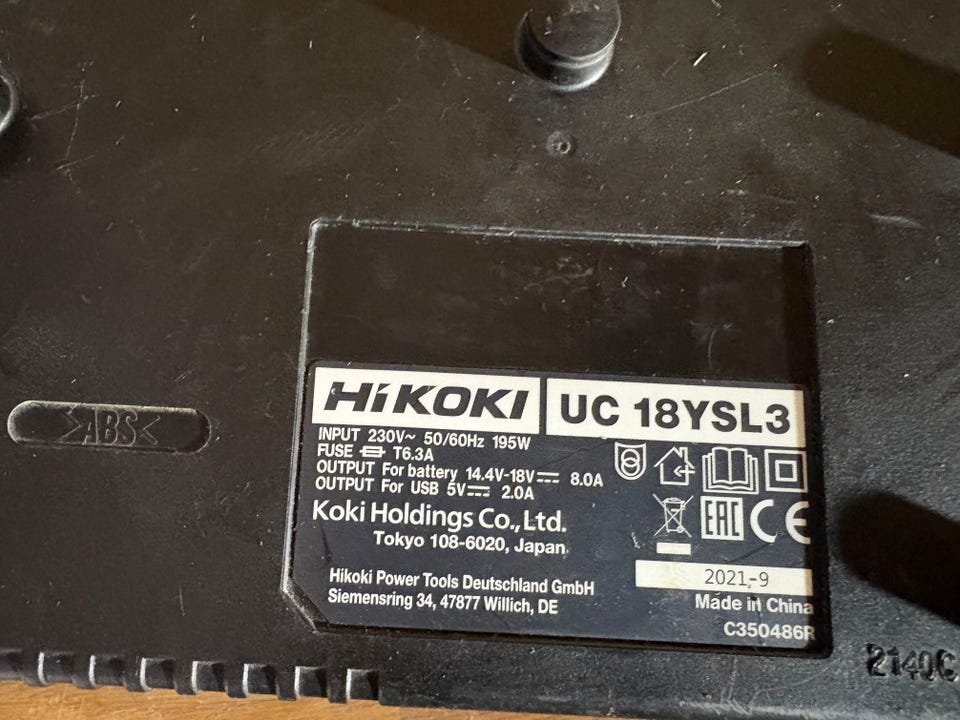 HiKOKI
UC 18YSL3
INPUT 230V~ 50/60Hz 195W
FUSE T6.3A
OUTPUT For battery 14.4V-18V⎓ 8.0A
OUTPUT For USB 5V⎓ 2.0A
Koki Holdings Co., Ltd.
Tokyo 108-6020, Japan
EAC CE
2021-9
Hikoki Power Tools Deutschland GmbH
Siemensring 34, 47877 Willich, DE
Made in China
C350486R
>ABS<
2140C